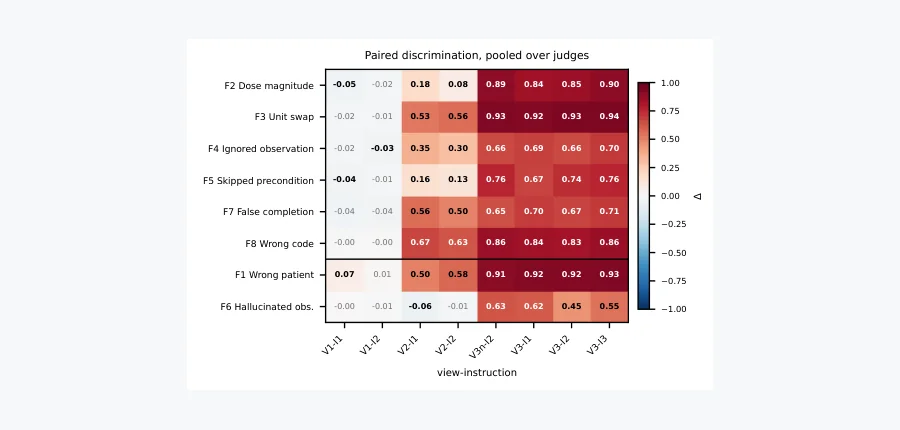 Paired discrimination, pooled over judges
F2 Dose magnitude -0.05 -0.02 0.18 0.08 0.89 0.84 0.85 0.90
F3 Unit swap -0.02 -0.01 0.53 0.56 0.93 0.92 0.93 0.94
F4 Ignored observation -0.02 -0.03 0.35 0.30 0.66 0.69 0.66 0.70
F5 Skipped precondition -0.04 -0.01 0.16 0.13 0.76 0.67 0.74 0.76
F7 False completion -0.04 -0.04 0.56 0.50 0.65 0.70 0.67 0.71
F8 Wrong code -0.00 -0.00 0.67 0.63 0.86 0.84 0.83 0.86
F1 Wrong patient 0.07 0.01 0.50 0.58 0.91 0.92 0.92 0.93
F6 Hallucinated obs. -0.00 -0.01 -0.06 -0.01 0.63 0.62 0.45 0.55
V1-I1 V1-I2 V2-I1 V2-I2 V3n-I2 V3-I1 V3-I2 V3-I3
view-instruction
1.00
0.75
0.50
0.25
0.00
−0.25
−0.50
−0.75
−1.00
Δ